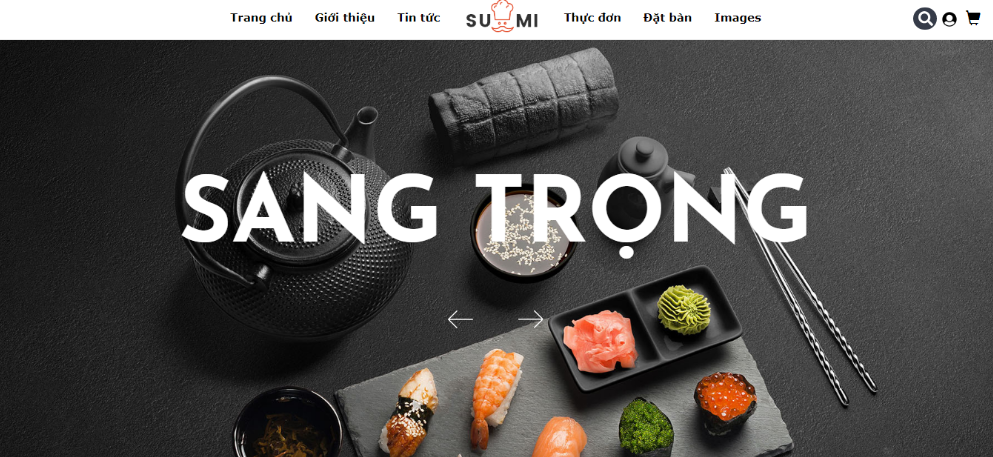 Trang chủ Giới thiệu Tin tức SUMI Thực đơn Đặt bàn Images
SANG TRỌNG